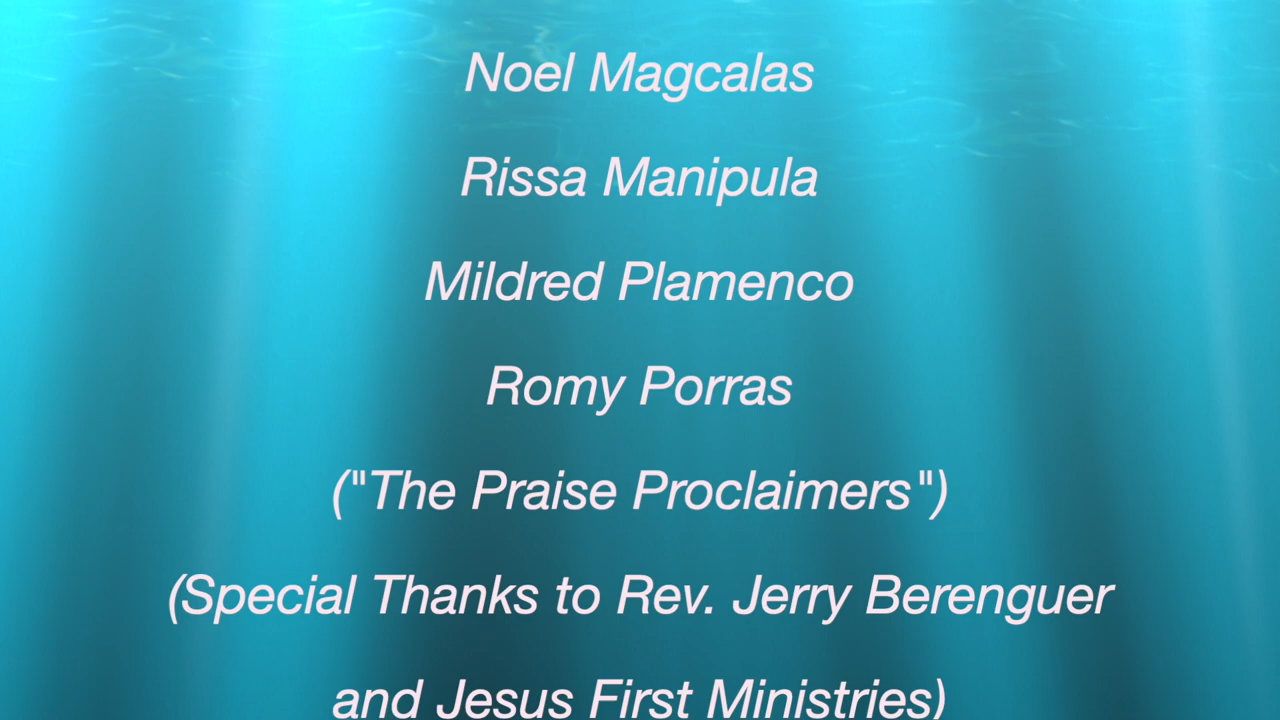 Noel Magcalas
Rissa Manipula
Mildred Plamenco
Romy Porras
("The Praise Proclaimers")
(Special Thanks to Rev. Jerry Berenguer
and Jesus First Ministries)